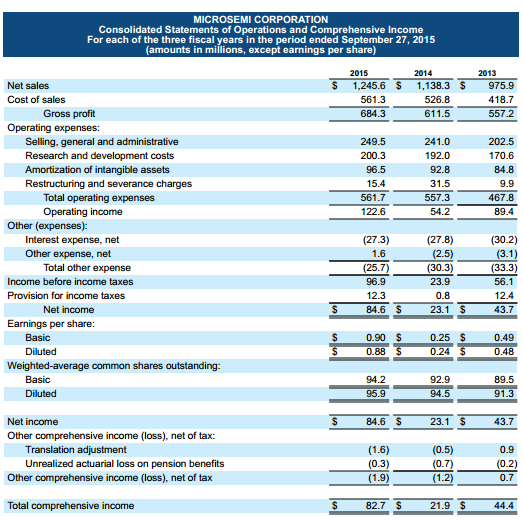 MICROSEMI CORPORATION
Consolidated Statements of Operations and Comprehensive Income
For each of the three fiscal years in the period ended September 27, 2015
(amounts in millions, except earnings per share)
2015 2014 2013
Net sales $ 1,245.6 $ 1,138.3 $ 975.9
Cost of sales 561.3 526.8 418.7
Gross profit 684.3 611.5 557.2
Operating expenses:
Selling, general and administrative 249.5 241.0 202.5
Research and development costs 200.3 192.0 170.6
Amortization of intangible assets 96.5 92.8 84.8
Restructuring and severance charges 15.4 31.5 9.9
Total operating expenses 561.7 557.3 467.8
Operating income 122.6 54.2 89.4
Other (expenses):
Interest expense, net (27.3) (27.8) (30.2)
Other expense, net 1.6 (2.5) (3.1)
Total other expense (25.7) (30.3) (33.3)
Income before income taxes 96.9 23.9 56.1
Provision for income taxes 12.3 0.8 12.4
Net income $ 84.6 $ 23.1 $ 43.7
Earnings per share:
Basic $ 0.90 $ 0.25 $ 0.49
Diluted $ 0.88 $ 0.24 $ 0.48
Weighted-average common shares outstanding:
Basic 94.2 92.9 89.5
Diluted 95.9 94.5 91.3
Net income $ 84.6 $ 23.1 $ 43.7
Other comprehensive income (loss), net of tax:
Translation adjustment (1.6) (0.5) 0.9
Unrealized actuarial loss on pension benefits (0.3) (0.7) (0.2)
Other comprehensive income (loss), net of tax (1.9) (1.2) 0.7
Total comprehensive income $ 82.7 $ 21.9 $ 44.4